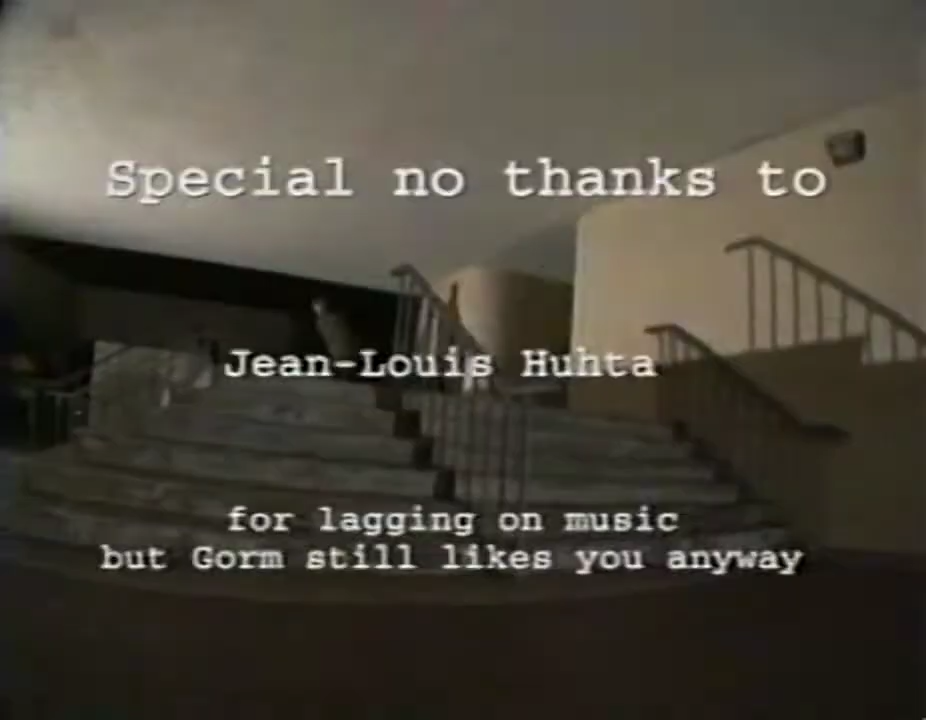 Special no thanks to
Jean-Louis Huhta
for lagging on music
but Gorm still likes you anyway